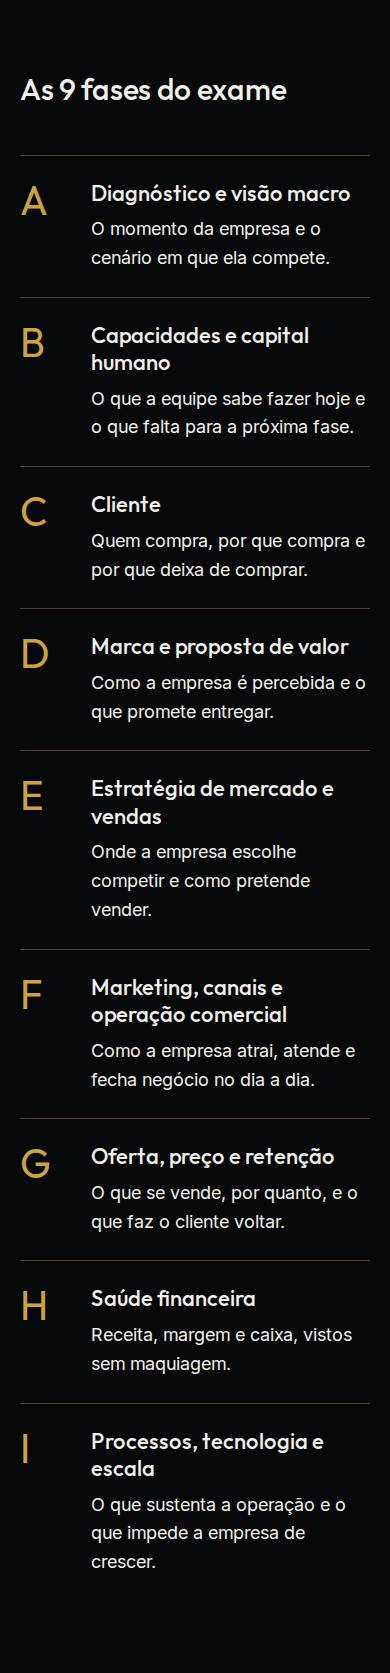 As 9 fases do exame
A
Diagnóstico e visão macro
O momento da empresa e o
cenário em que ela compete.
B
Capacidades e capital
humano
O que a equipe sabe fazer hoje e
o que falta para a próxima fase.
C
Cliente
Quem compra, por que compra e
por que deixa de comprar.
D
Marca e proposta de valor
Como a empresa é percebida e o
que promete entregar.
E
Estratégia de mercado e
vendas
Onde a empresa escolhe
competir e como pretende
vender.
F
Marketing, canais e
operação comercial
Como a empresa atrai, atende e
fecha negócio no dia a dia.
G
Oferta, preço e retenção
O que se vende, por quanto, e o
que faz o cliente voltar.
H
Saúde financeira
Receita, margem e caixa, vistos
sem maquiagem.
I
Processos, tecnologia e
escala
O que sustenta a operação e o
que impede a empresa de
crescer.